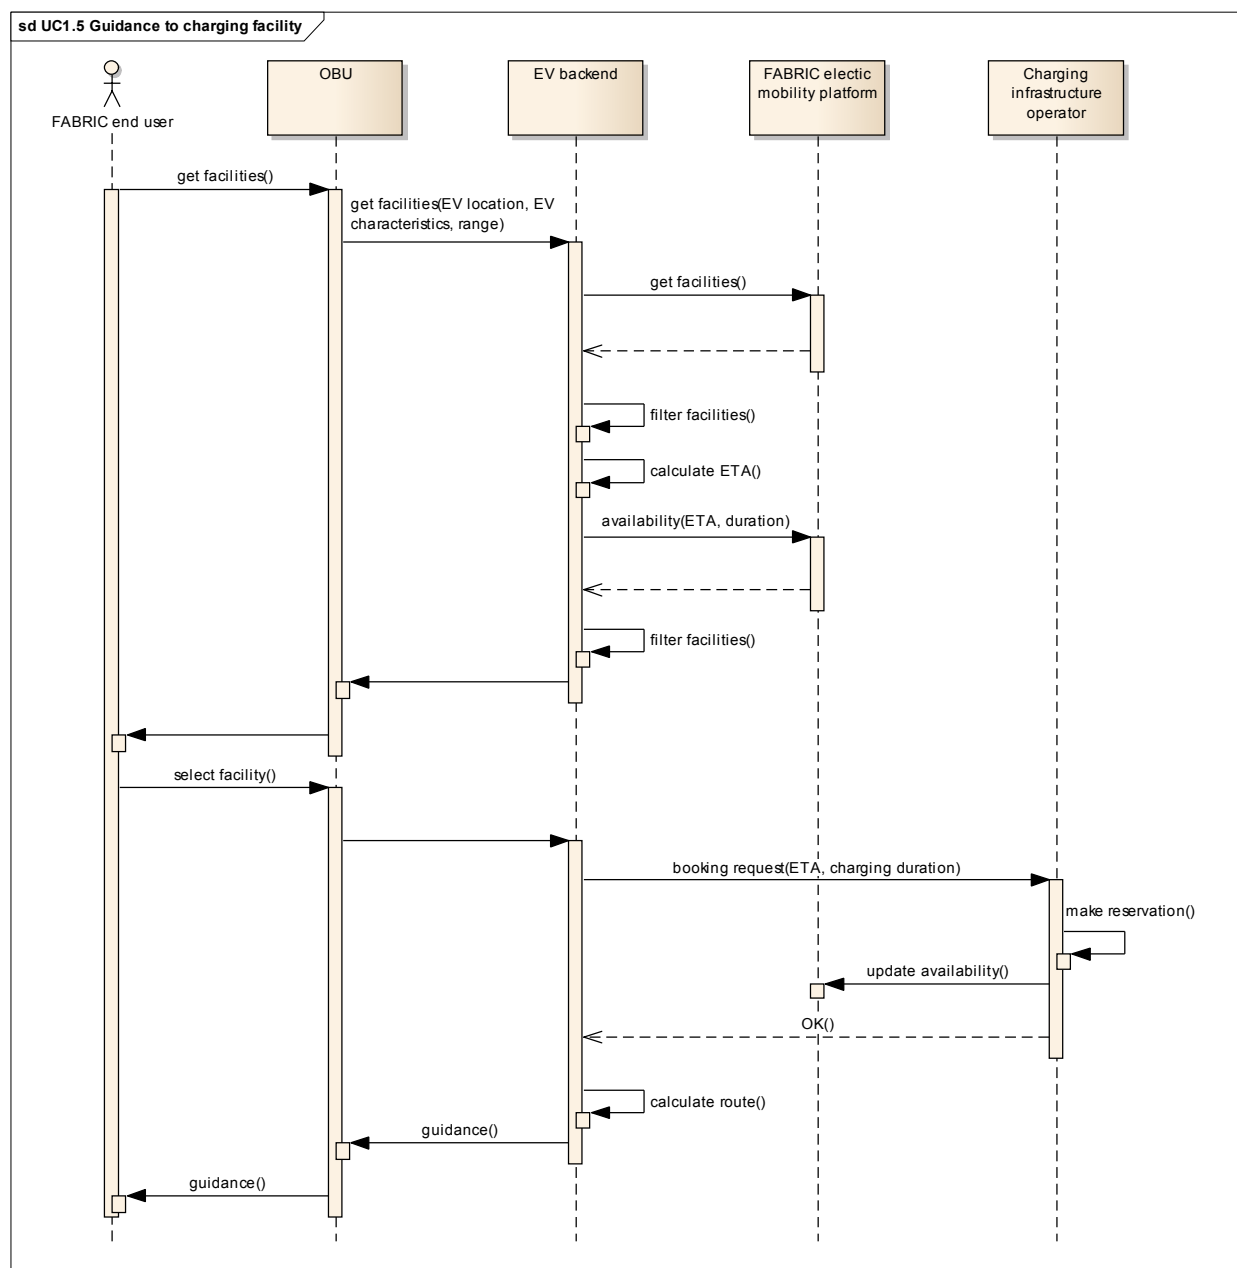 sd UC1.5 Guidance to charging facility
FABRIC end user
OBU
EV backend
FABRIC electic
mobility platform
Charging
infrastructure
operator
get facilities()
get facilities(EV location, EV
characteristics, range)
get facilities()
filter facilities()
calculate ETA()
availability(ETA, duration)
filter facilities()
select facility()
booking request(ETA, charging duration)
make reservation()
update availability()
OK()
calculate route()
guidance()
guidance()